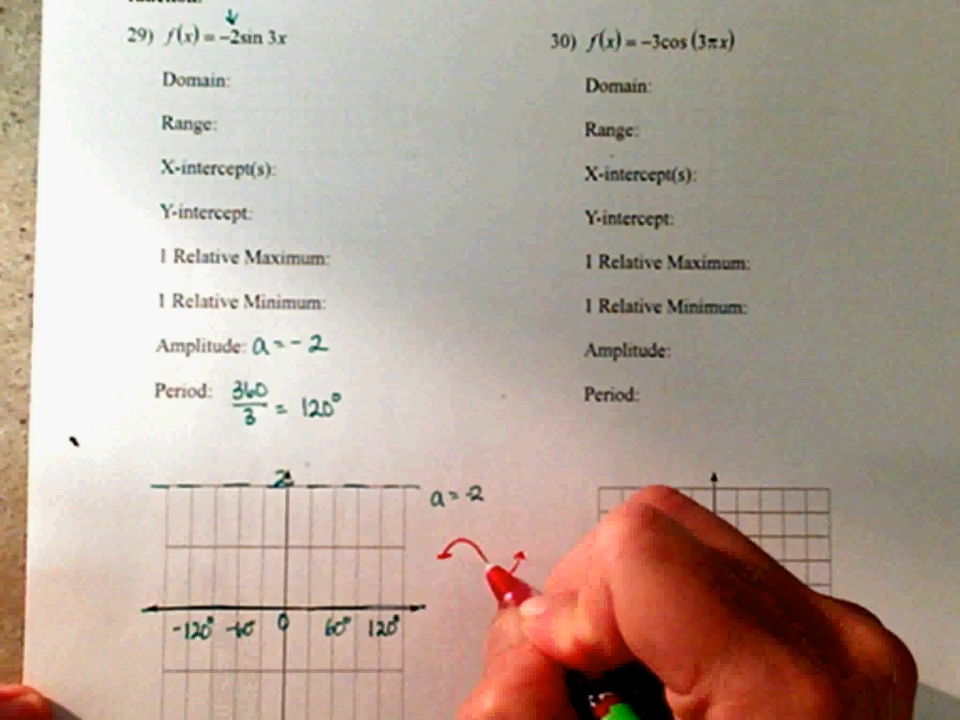 function.
29) f(x) = -2sin 3x
Domain:
Range:
X-intercept(s):
Y-intercept:
1 Relative Maximum:
1 Relative Minimum:
Amplitude: a = -2
Period: 360/3 = 120°
2
a = -2
-120° -60 0 60° 120°
30) f(x) = -3cos (3πx)
Domain:
Range:
X-intercept(s):
Y-intercept:
1 Relative Maximum:
1 Relative Minimum:
Amplitude:
Period: